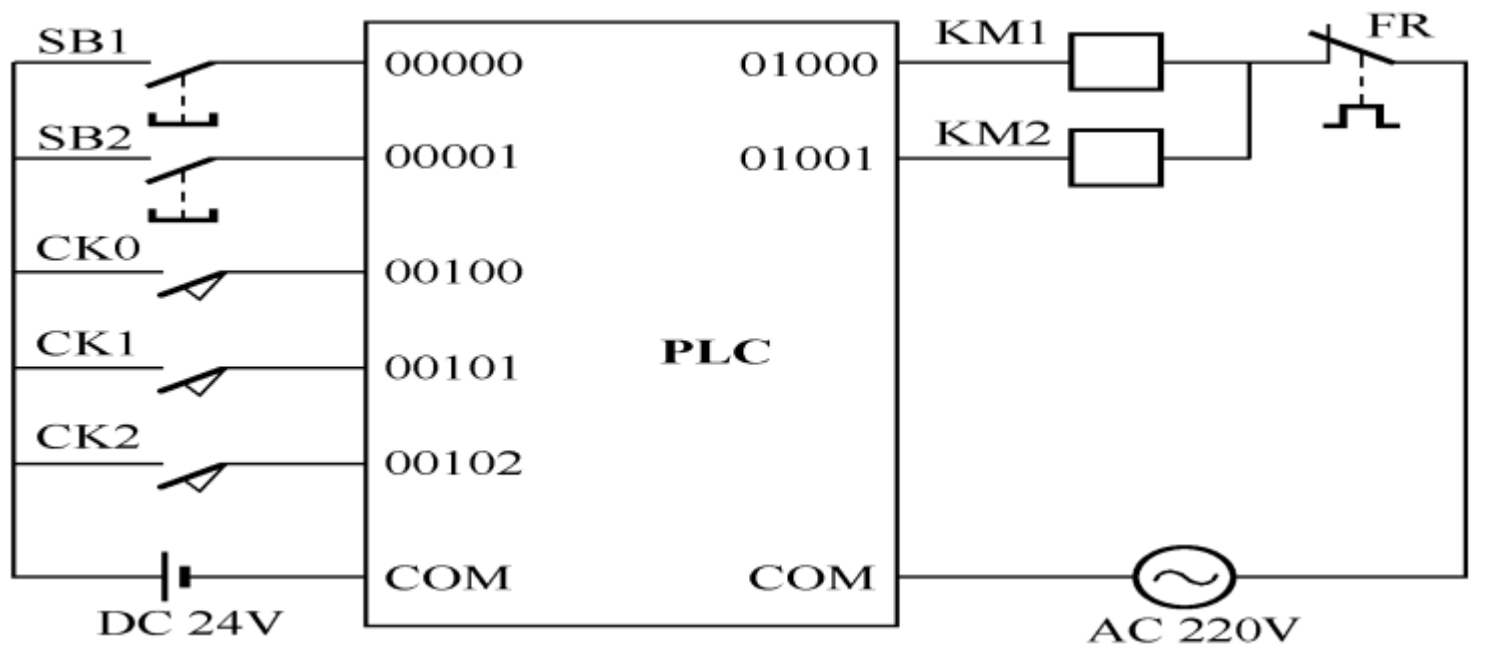 SB1
00000
01000
KM1
FR
SB2
00001
01001
KM2
CK0
00100
CK1
00101
PLC
CK2
00102
COM
COM
DC 24V
AC 220V